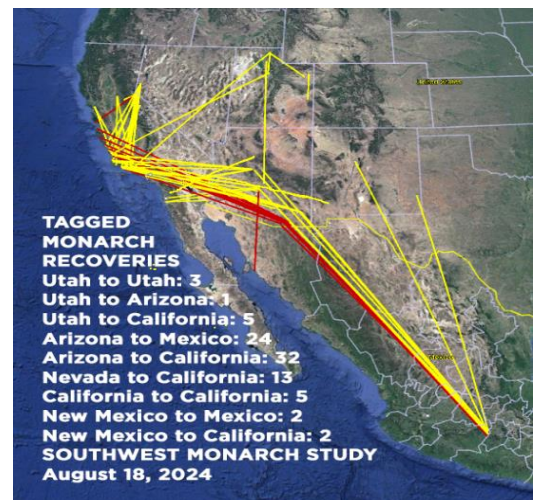 TAGGED
MONARCH
RECOVERIES
Utah to Utah: 3
Utah to Arizona: 1
Utah to California: 5
Arizona to Mexico: 24
Arizona to California: 32
Nevada to California: 13
California to California: 5
New Mexico to Mexico: 2
New Mexico to California: 2
SOUTHWEST MONARCH STUDY
August 18, 2024